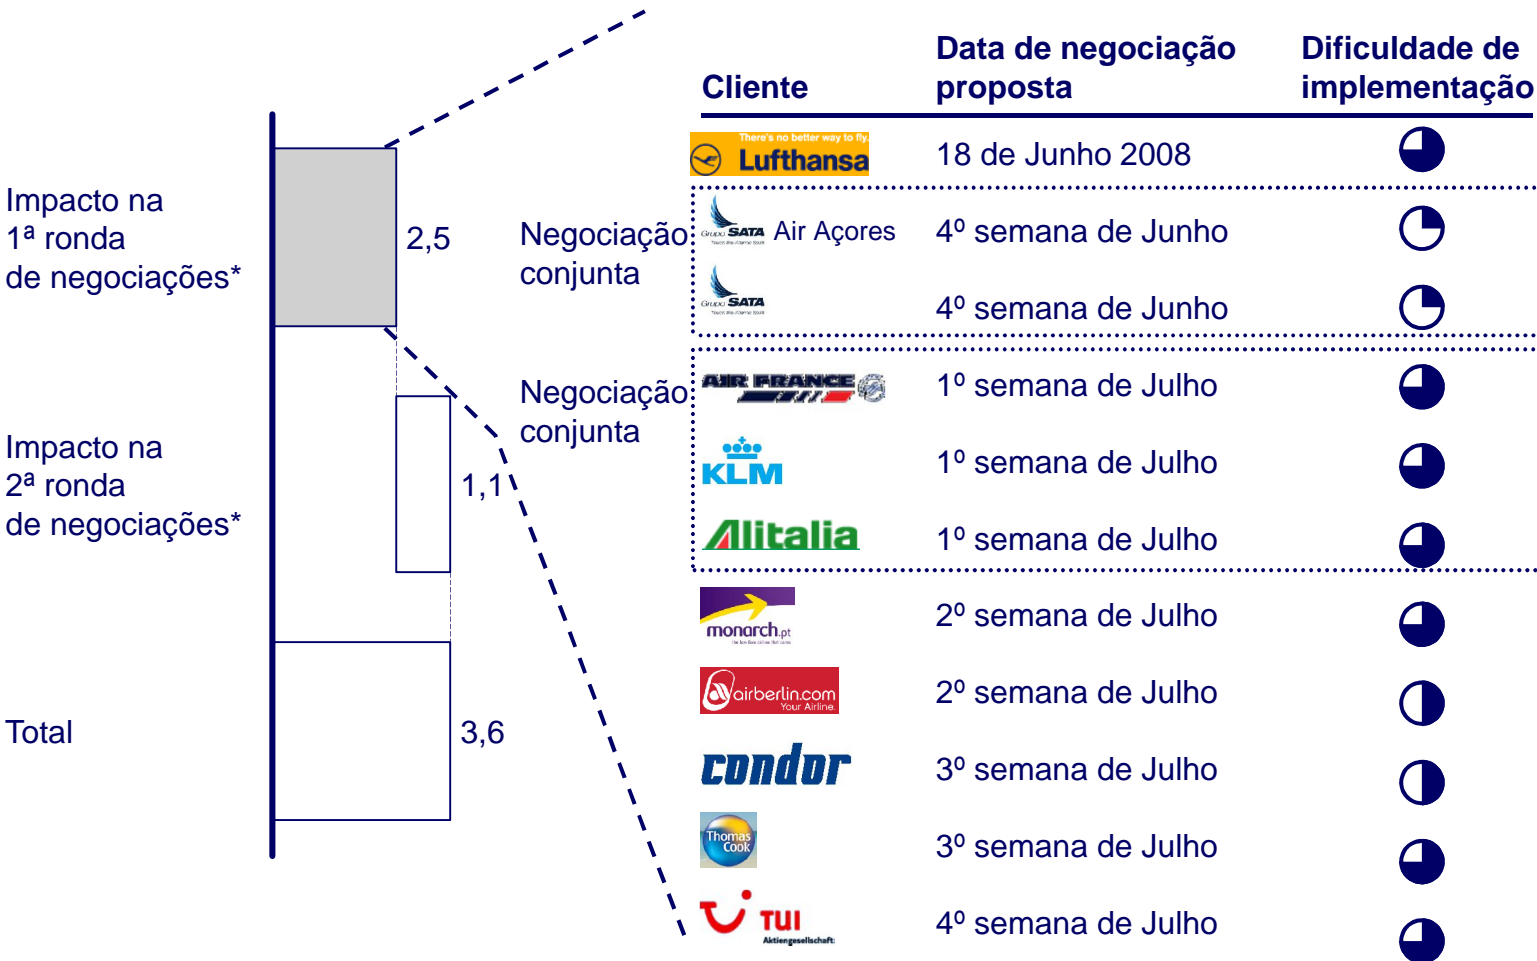 Data de negociação
proposta
Dificuldade de
implementação
Cliente
There's no better way to fly.
Lufthansa
18 de Junho 2008
Impacto na
1ª ronda
de negociações*
2,5
Negociação
conjunta
Grupo SATA Air Açores
4º semana de Junho
Grupo SATA
4º semana de Junho
Negociação
conjunta
AIR FRANCE
1º semana de Julho
KLM
1º semana de Julho
Alitalia
1º semana de Julho
Impacto na
2ª ronda
de negociações*
1,1
monarch.pt
2º semana de Julho
airberlin.com
Your Airline.
2º semana de Julho
Total
3,6
condor
3º semana de Julho
Thomas
Cook
3º semana de Julho
TUI
Aktiengesellschaft
4º semana de Julho